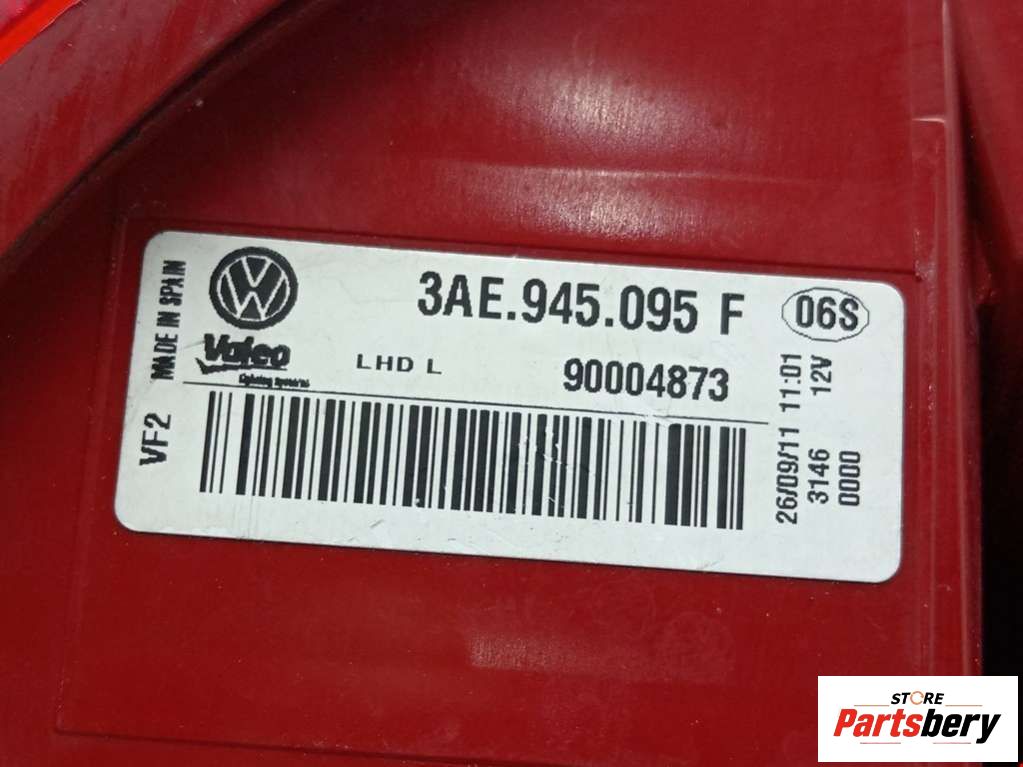 MADE IN SPAIN
VF2
Valeo
3AE.945.095 F
06S
LHD L
90004873
26/09/11 11:01
3146 12V
0000
STORE
Partsbery